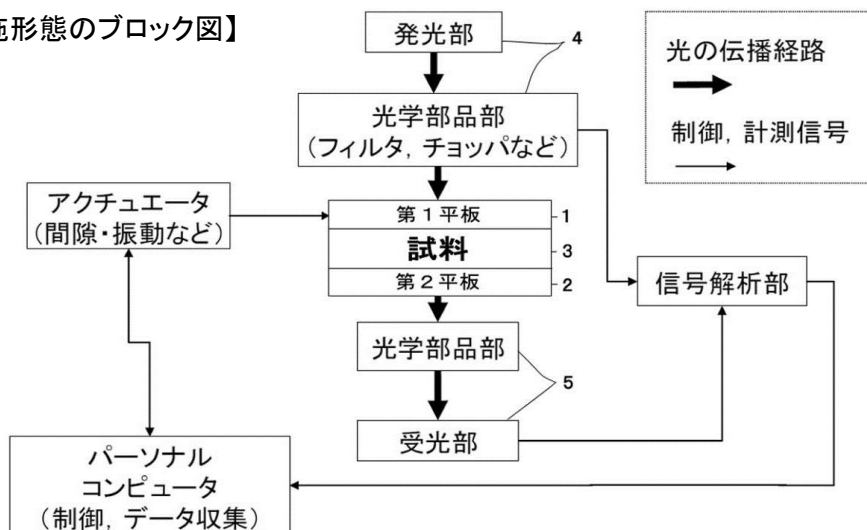 施形態のブロック図】
発光部
4
光学部品部
(フィルタ, チョッパなど)
光の伝播経路
制御, 計測信号
アクチュエータ
(間隙・振動など)
第1平板
1
試料
3
第2平板
2
信号解析部
光学部品部
5
受光部
パーソナル
コンピュータ
(制御, データ収集)